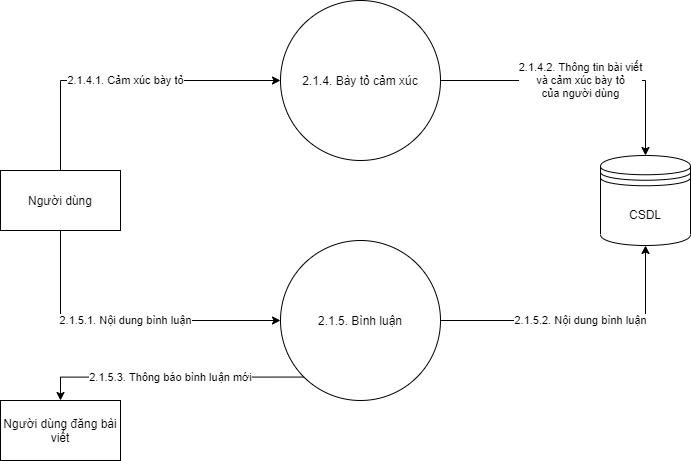 2.1.4.1. Cảm xúc bày tỏ
2.1.4. Bày tỏ cảm xúc
2.1.4.2. Thông tin bài viết
và cảm xúc bày tỏ
của người dùng
Người dùng
CSDL
2.1.5.1. Nội dung bình luận
2.1.5. Bình luận
2.1.5.2. Nội dung bình luận
2.1.5.3. Thông báo bình luận mới
Người dùng đăng bài
viết